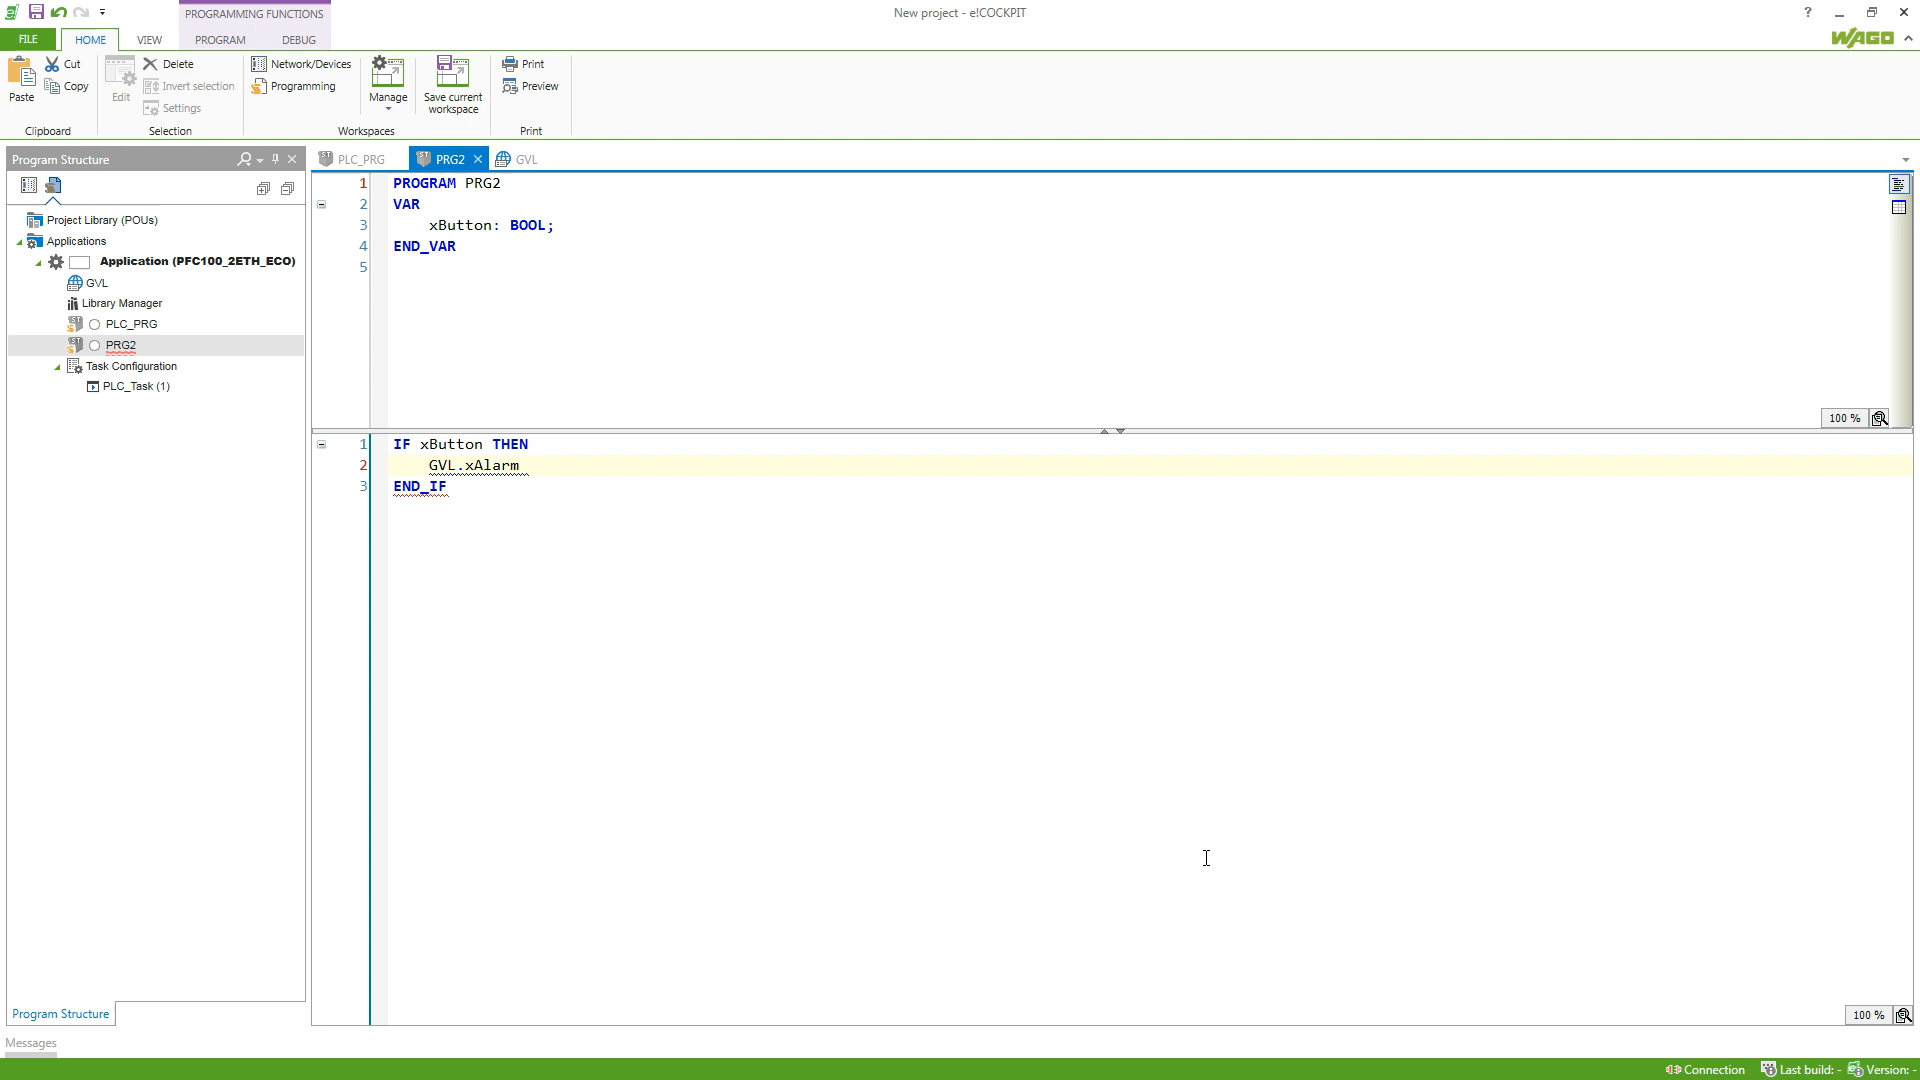 PROGRAMMING FUNCTIONS
New project - e!COCKPIT
?
FILE
HOME
VIEW
PROGRAM
DEBUG
WAGO
Paste
Cut
Copy
Clipboard
Edit
Delete
Invert selection
Settings
Selection
Network/Devices
Programming
Manage
Save current
workspace
Workspaces
Print
Preview
Print
Program Structure
Project Library (POUs)
Applications
Application (PFC100_2ETH_ECO)
GVL
Library Manager
PLC_PRG
PRG2
Task Configuration
PLC_Task (1)
Program Structure
PLC_PRG
PRG2
GVL
1 PROGRAM PRG2
2 VAR
3 xButton: BOOL;
4 END_VAR
5
100 %
1 IF xButton THEN
2 GVL.xAlarm
3 END_IF
100 %
Messages
Connection
Last build: -
Version: -